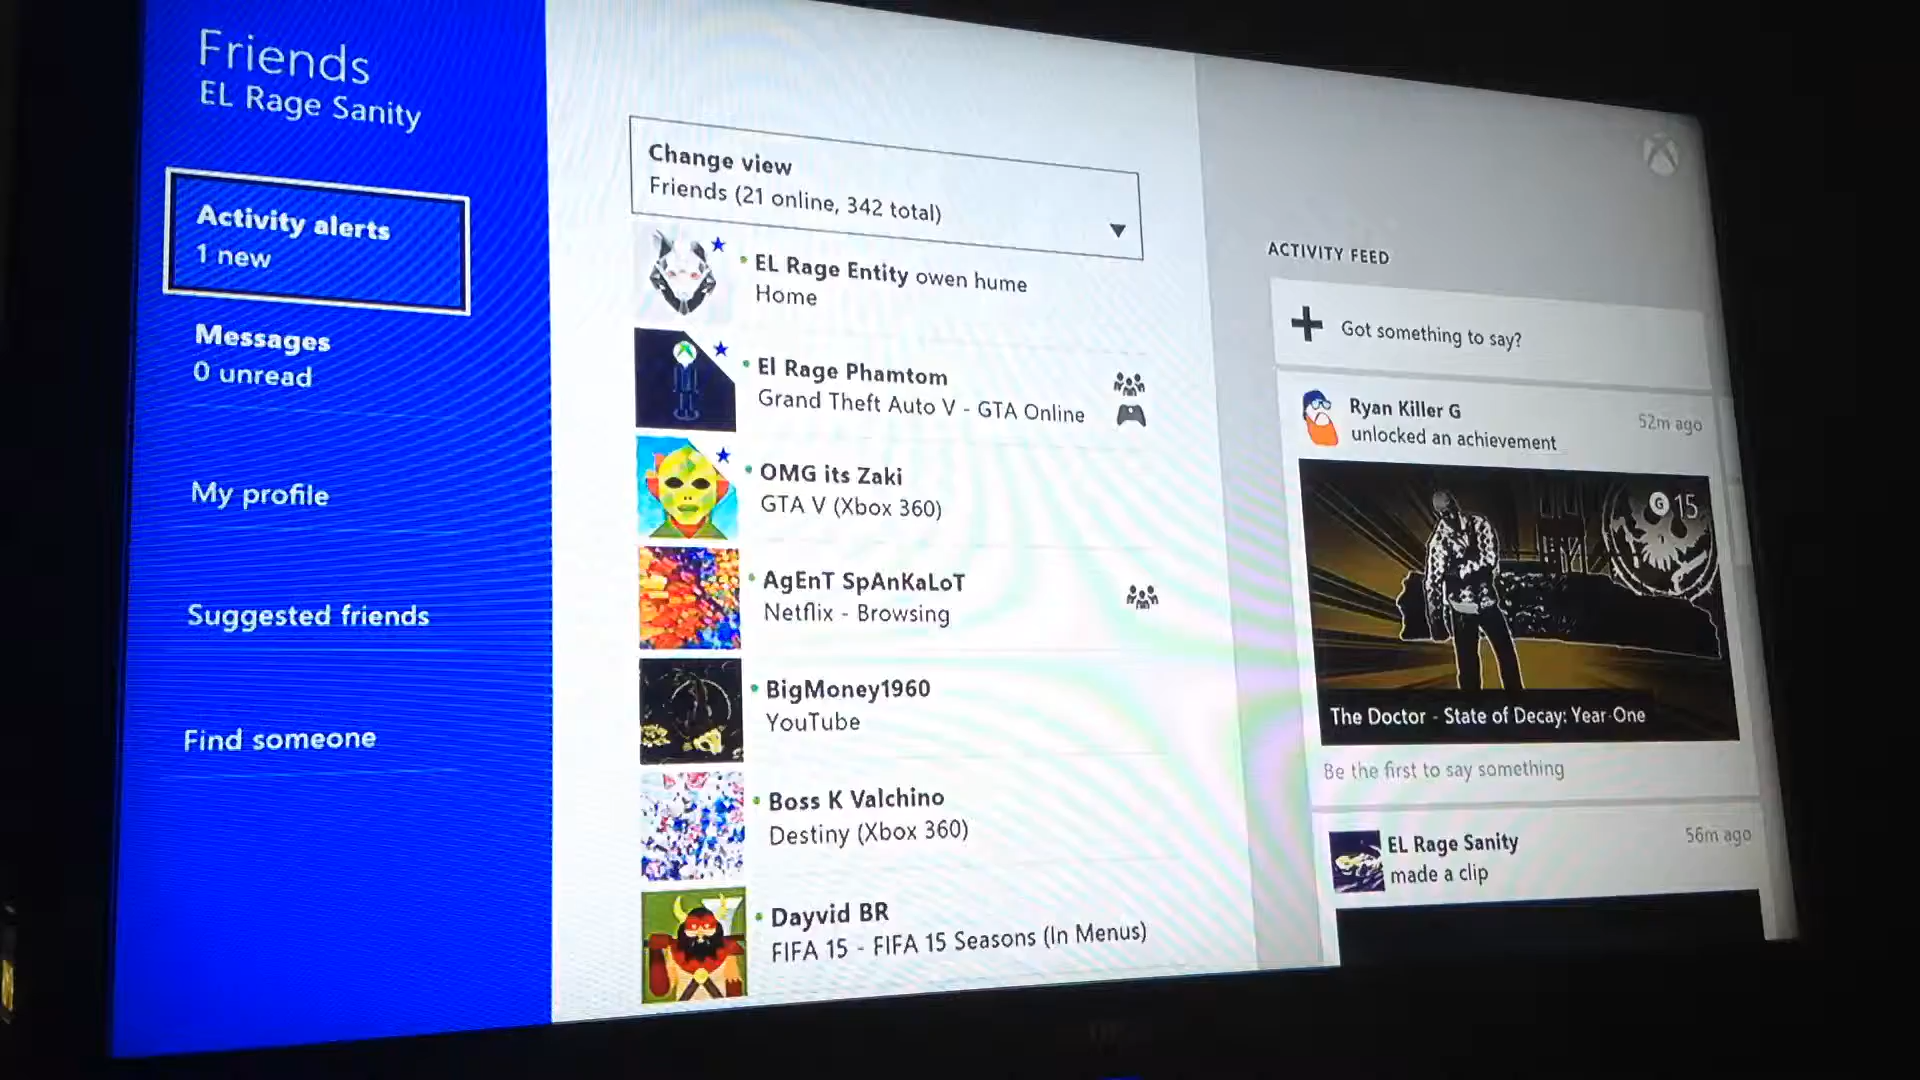 Friends
EL Rage Sanity
Activity alerts
1 new
Messages
0 unread
My profile
Suggested friends
Find someone
Change view
Friends (21 online, 342 total)
EL Rage Entity owen hume
Home
El Rage Phamtom
Grand Theft Auto V - GTA Online
OMG its Zaki
GTA V (Xbox 360)
AgEnT SpAnKaLoT
Netflix - Browsing
BigMoney1960
YouTube
Boss K Valchino
Destiny (Xbox 360)
Dayvid BR
FIFA 15 - FIFA 15 Seasons (In Menus)
ACTIVITY FEED
Got something to say?
Ryan Killer G
52m ago
unlocked an achievement
G 15
The Doctor - State of Decay: Year-One
Be the first to say something
EL Rage Sanity
56m ago
made a clip